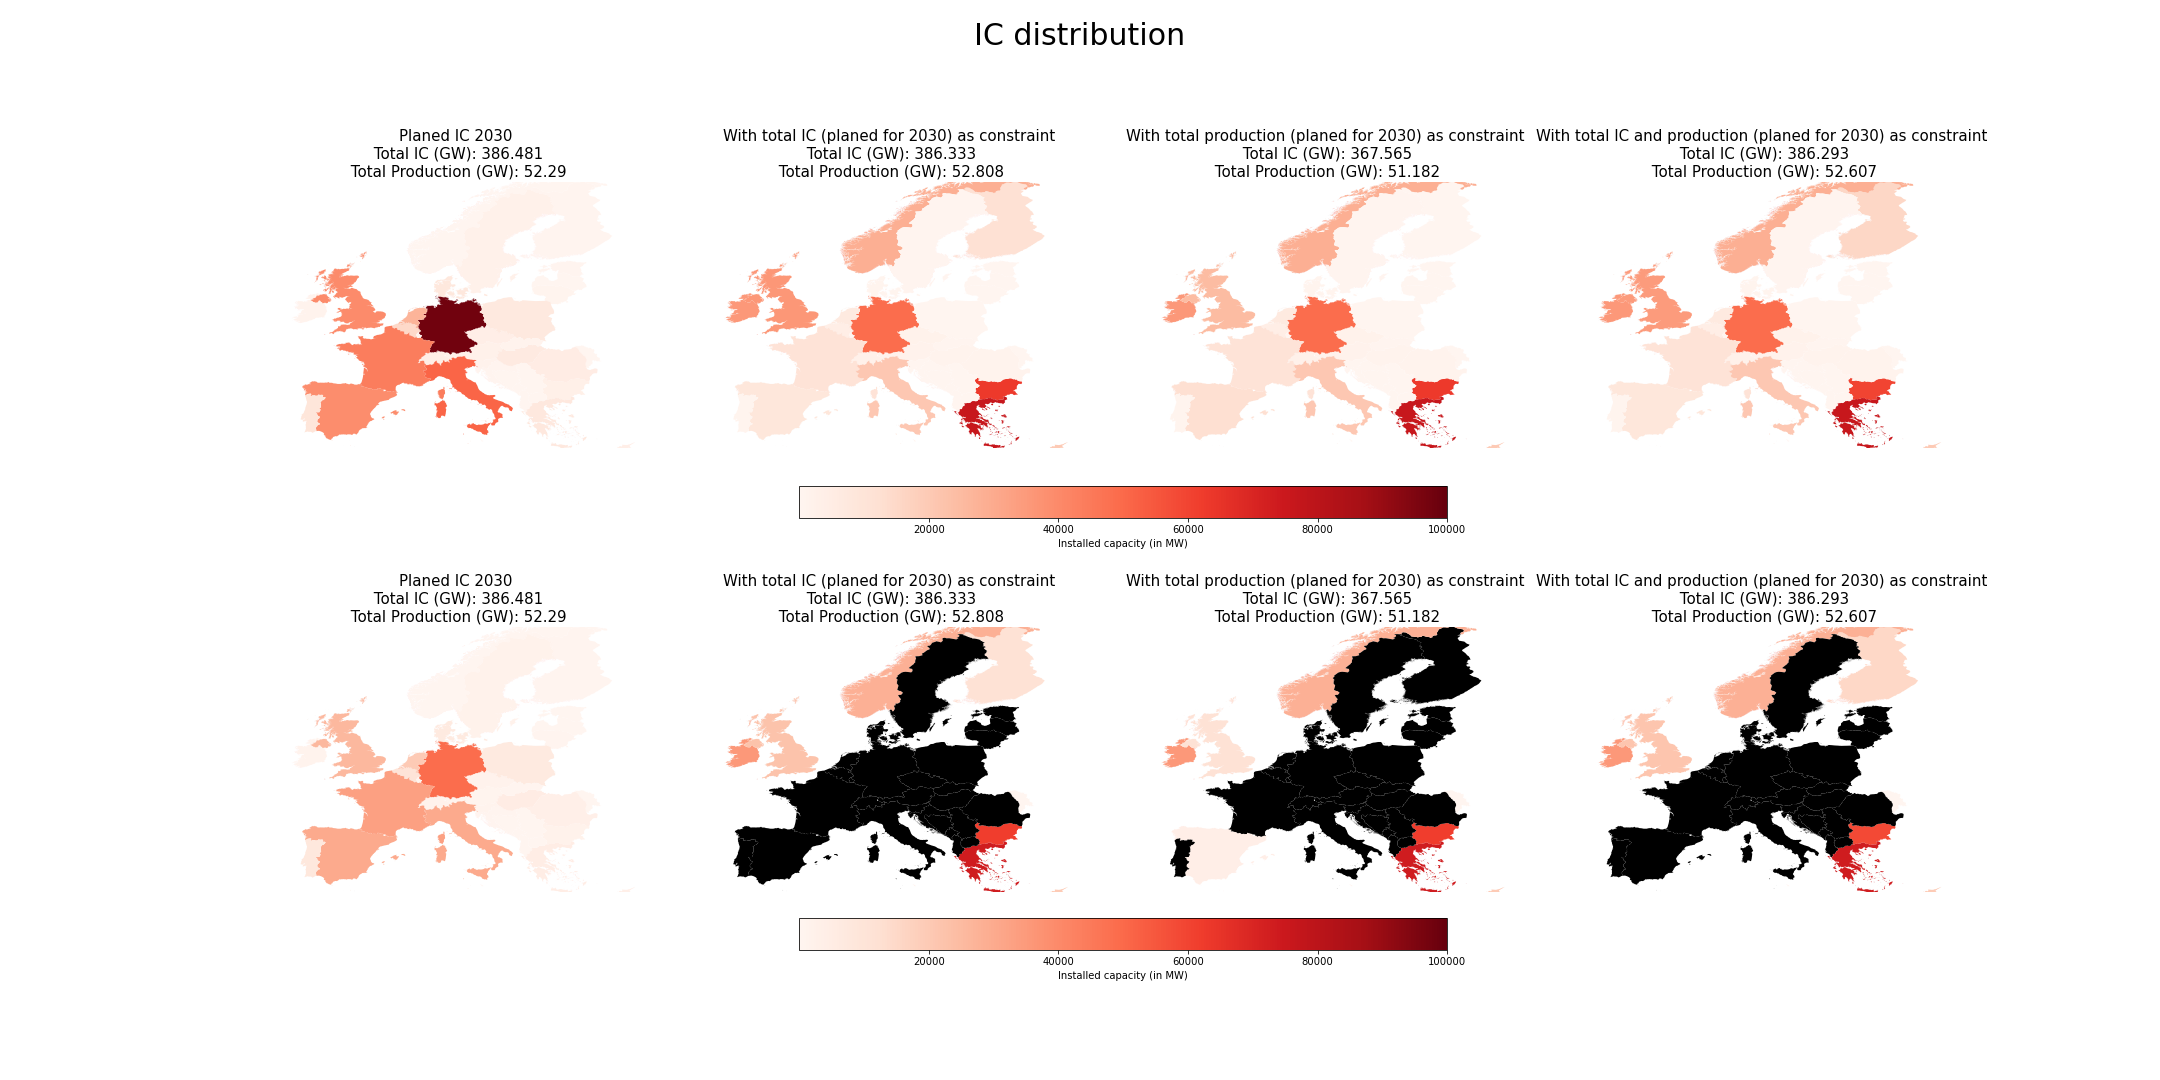 IC distribution
Planed IC 2030
Total IC (GW): 386.481
Total Production (GW): 52.29
With total IC (planed for 2030) as constraint
Total IC (GW): 386.333
Total Production (GW): 52.808
With total production (planed for 2030) as constraint
Total IC (GW): 367.565
Total Production (GW): 51.182
With total IC and production (planed for 2030) as constraint
Total IC (GW): 386.293
Total Production (GW): 52.607
20000 40000 60000 80000 100000
Installed capacity (in MW)
Planed IC 2030
Total IC (GW): 386.481
Total Production (GW): 52.29
With total IC (planed for 2030) as constraint
Total IC (GW): 386.333
Total Production (GW): 52.808
With total production (planed for 2030) as constraint
Total IC (GW): 367.565
Total Production (GW): 51.182
With total IC and production (planed for 2030) as constraint
Total IC (GW): 386.293
Total Production (GW): 52.607
20000 40000 60000 80000 100000
Installed capacity (in MW)